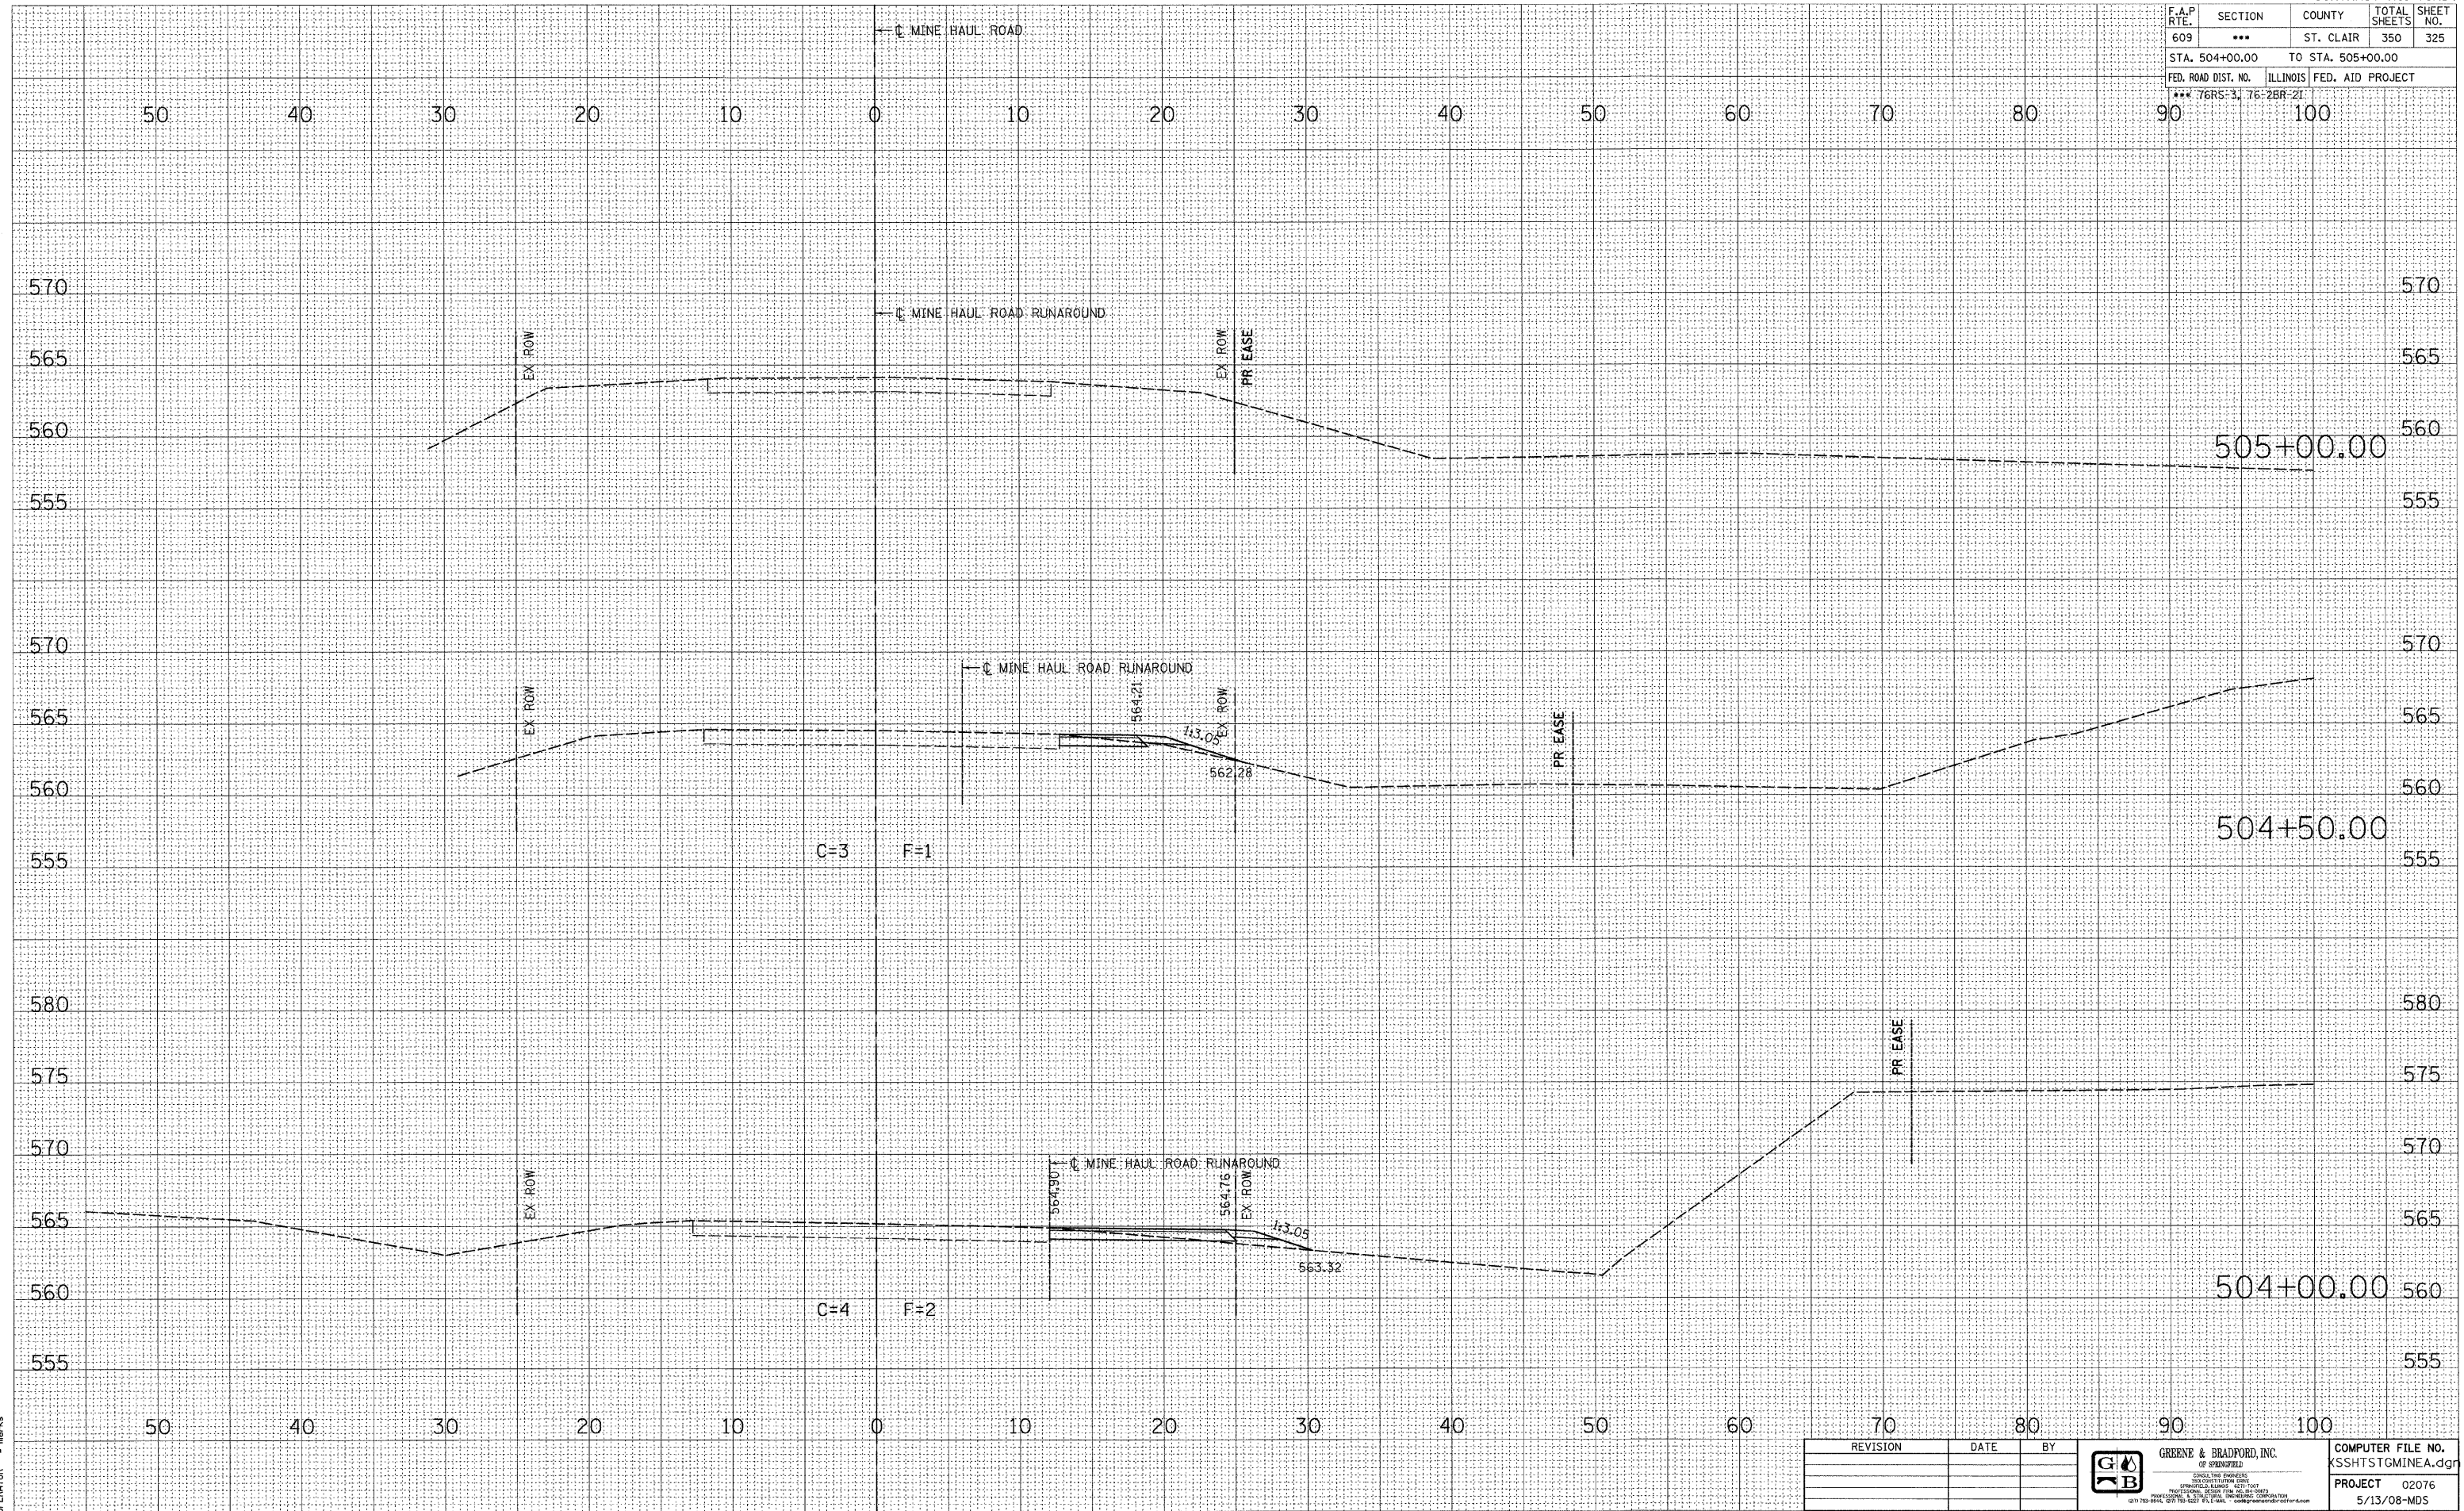 F.A.P RTE. SECTION COUNTY TOTAL SHEETS SHEET NO.
609 *** ST. CLAIR 350 325
STA. 504+00.00 TO STA. 505+00.00
FED. ROAD DIST. NO. ILLINOIS FED. AID PROJECT
*** 76RS-3, 76-2BR-2I
℄ MINE HAUL ROAD
50 40 30 20 10 0 10 20 30 40 50 60 70 80 90 100
570 570
℄ MINE HAUL ROAD RUNAROUND
EX ROW
EX ROW
PR EASE
565 565
560 560
505+00.00
555 555
570 570
℄ MINE HAUL ROAD RUNAROUND
EX ROW
564.21
EX ROW
PR EASE
565 565
1:3.05
562.28
560 560
504+50.00
C=3 F=1
555 555
580 580
PR EASE
575 575
570 570
℄ MINE HAUL ROAD RUNAROUND
EX ROW
564.90
564.76
EX ROW
565 565
1:3.05
563.32
504+00.00
560 560
C=4 F=2
555 555
50 40 30 20 10 0 10 20 30 40 50 60 70 80 90 100
REVISION DATE BY
G B
GREENE & BRADFORD, INC.
OF SPRINGFIELD
CONSULTING ENGINEERS
COMPUTER FILE NO.
XSSHTSTGMINEA.dgn
PROJECT 02076
5/13/08-MDS